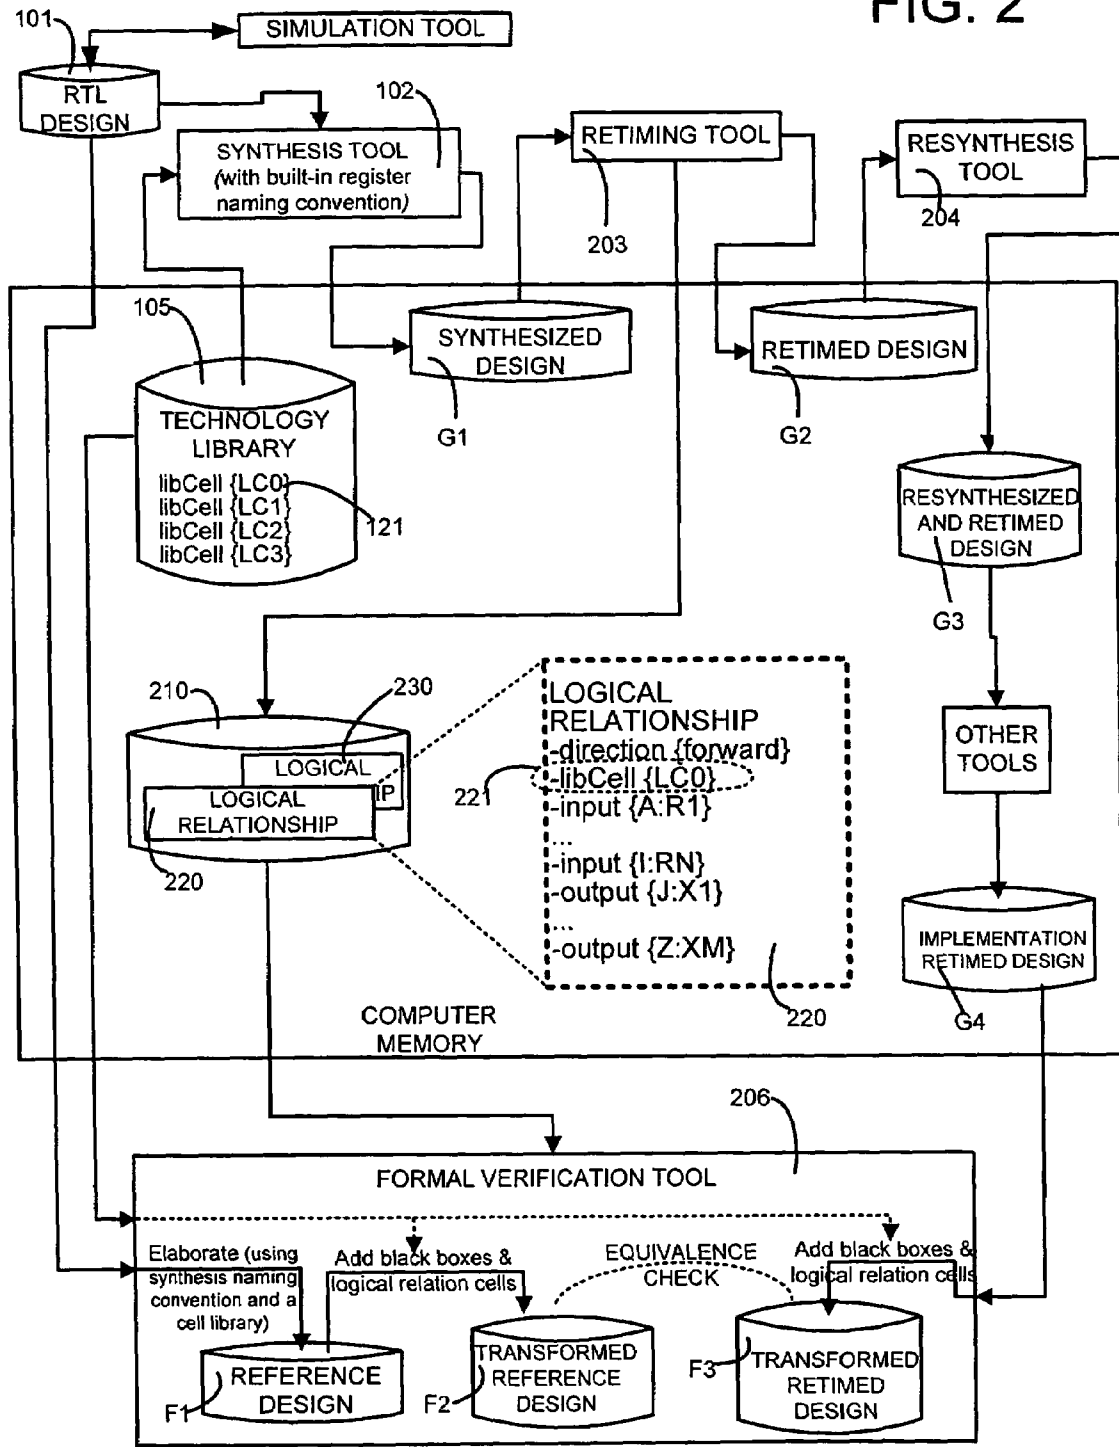 FIG. 2
101
SIMULATION TOOL
RTL
DESIGN
102
SYNTHESIS TOOL
(with built-in register
naming convention)
RETIMING TOOL
203
RESYNTHESIS
TOOL
204
105
SYNTHESIZED
DESIGN
G1
RETIMED DESIGN
G2
TECHNOLOGY
LIBRARY
libCell {LC0}
libCell {LC1}
libCell {LC2}
libCell {LC3}
121
RESYNTHESIZED
AND RETIMED
DESIGN
G3
210
230
LOGICAL
IP
LOGICAL
RELATIONSHIP
220
LOGICAL
RELATIONSHIP
-direction {forward}
-libCell {LC0}
221
-input {A:R1}
...
-input {I:RN}
-output {J:X1}
...
-output {Z:XM}
220
OTHER
TOOLS
IMPLEMENTATION
RETIMED DESIGN
G4
COMPUTER
MEMORY
206
FORMAL VERIFICATION TOOL
Elaborate (using
synthesis naming
convention and a
cell library)
Add black boxes &
logical relation cells
EQUIVALENCE
CHECK
Add black boxes &
logical relation cells
REFERENCE
DESIGN
F1
TRANSFORMED
REFERENCE
DESIGN
F2
TRANSFORMED
RETIMED
DESIGN
F3